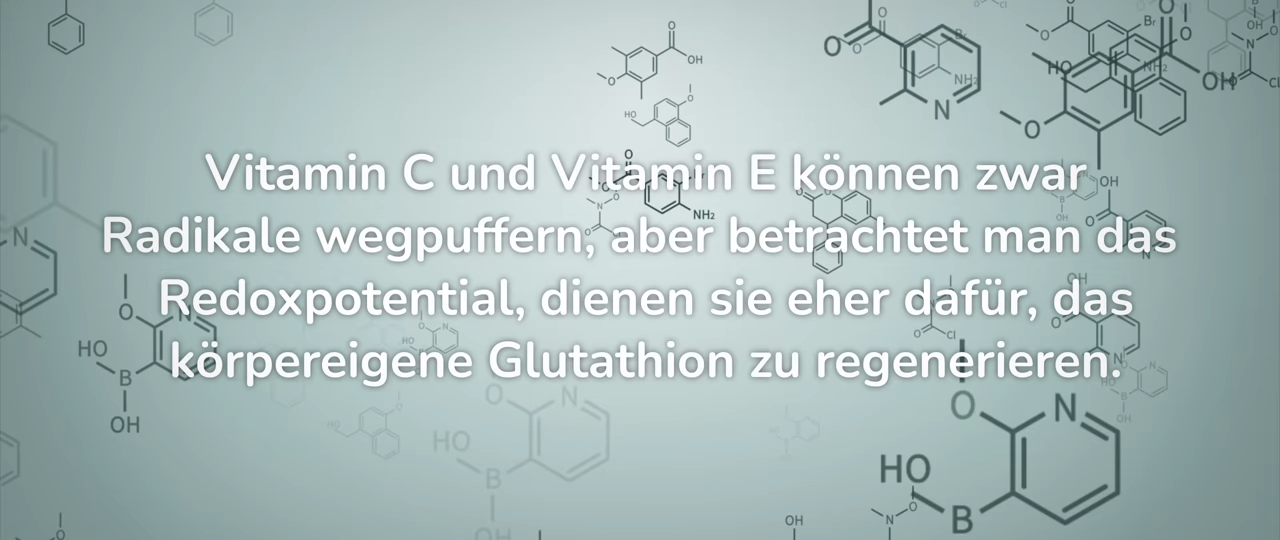 Vitamin C und Vitamin E können zwar
Radikale wegpuffern, aber betrachtet man das
Redoxpotential, dienen sie eher dafür, das
körpereigene Glutathion zu regenerieren.